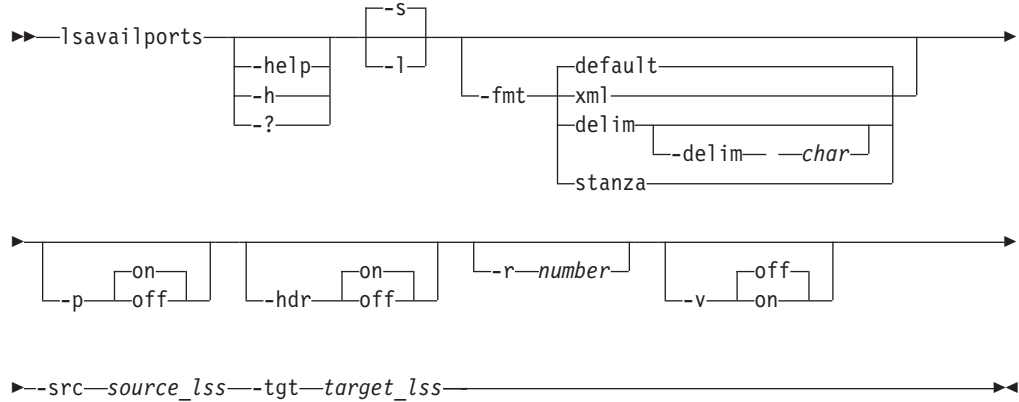 -s
lsavailports
-help
-l
default
-h
-fmt
xml
-?
delim
-delim
char
stanza
on
on
-r
number
off
-p
off
-hdr
off
-v
on
-src
source_lss
-tgt
target_lss